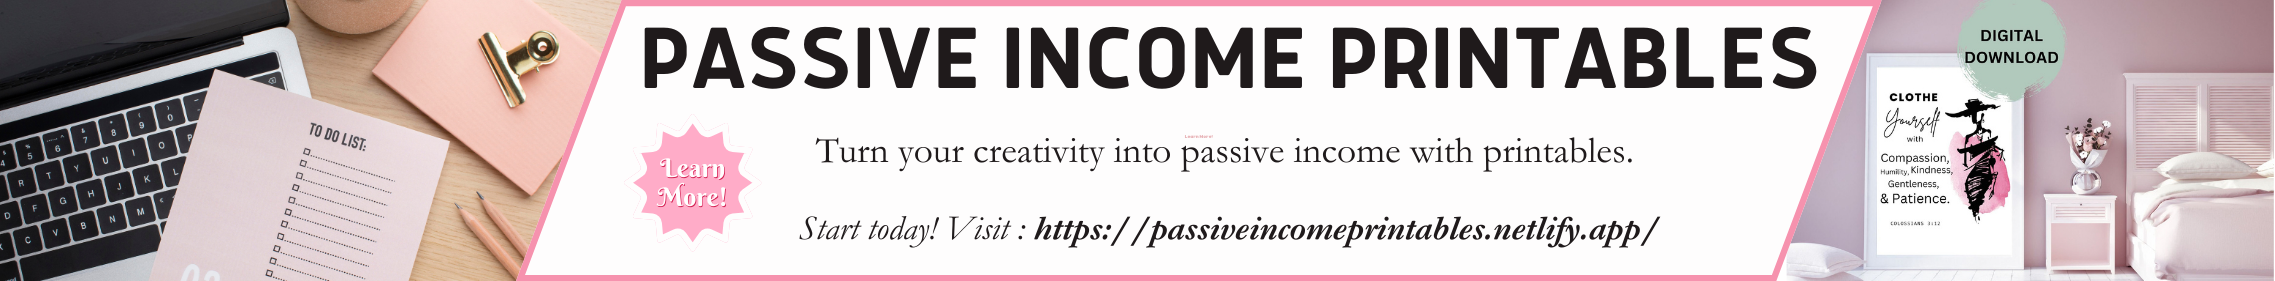 PASSIVE INCOME PRINTABLES
Turn your creativity into passive income with printables.
Learn
More!
Start today! Visit : https://passiveincomeprintables.netlify.app/
TO DO LIST:
DIGITAL
DOWNLOAD
CLOTHE
Yourself
with
Compassion,
Humility, Kindness,
Gentleness,
& Patience.
COLOSSIANS 3:12